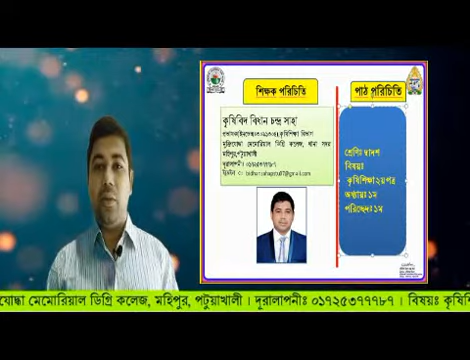 শিক্ষক পরিচিতি
পাঠ পরিচিতি
কৃষিবিদ বিধান চন্দ্র সাহা
মুক্তিযোদ্ধা মেমোরিয়াল ডিগ্রি কলেজ,
মহিপুর,পটুয়াখালী
শ্রেণিঃ দ্বাদশ
বিষয়ঃ
কৃষিশিক্ষা ২য় পত্র
অধ্যায়ঃ ১ম
পরিচ্ছেদঃ ১ম
যোদ্ধা মেমোরিয়াল ডিগ্রি কলেজ, মহিপুর, পটুয়াখালী । দূরালাপনীঃ ০১৭২৫৩৭৭৭৮৭ । বিষয়ঃ কৃষি